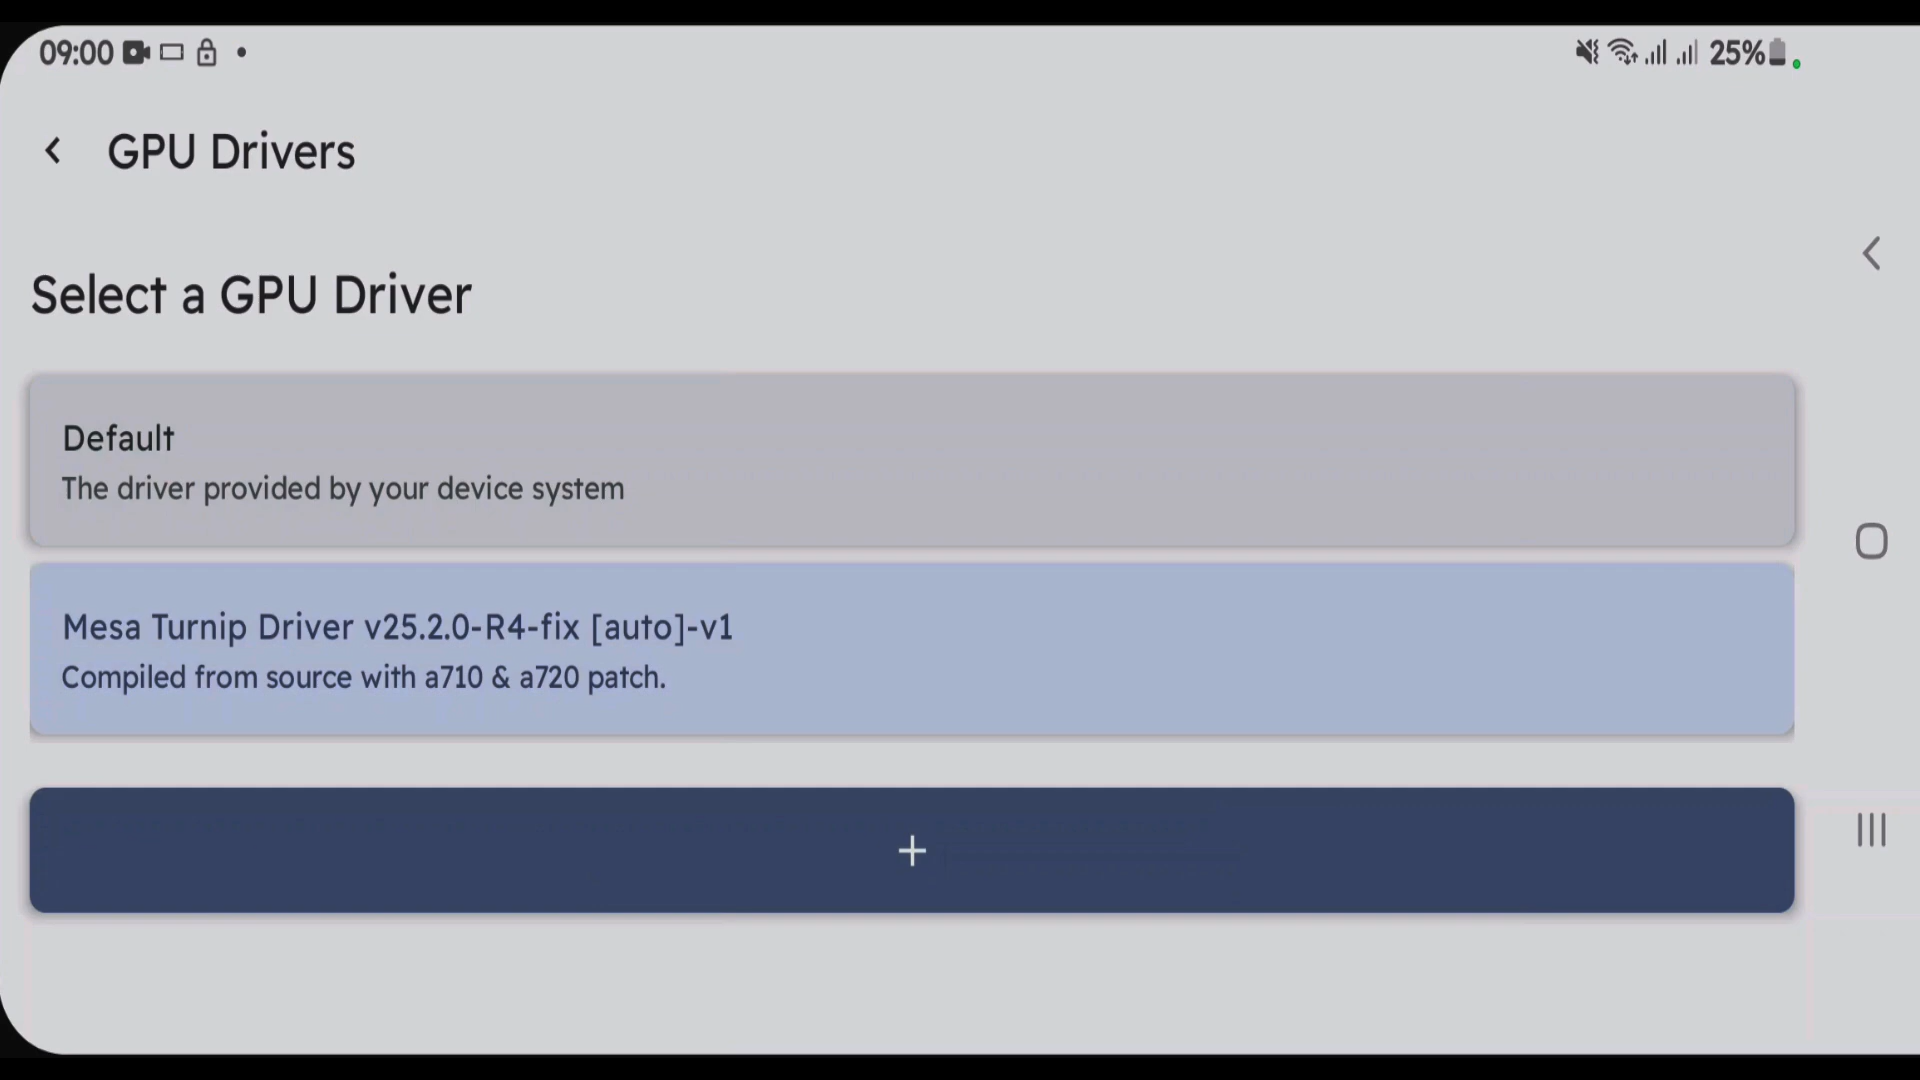 09:00 25%
GPU Drivers
Select a GPU Driver
Default
The driver provided by your device system
Mesa Turnip Driver v25.2.0-R4-fix [auto]-v1
Compiled from source with a710 & a720 patch.
+